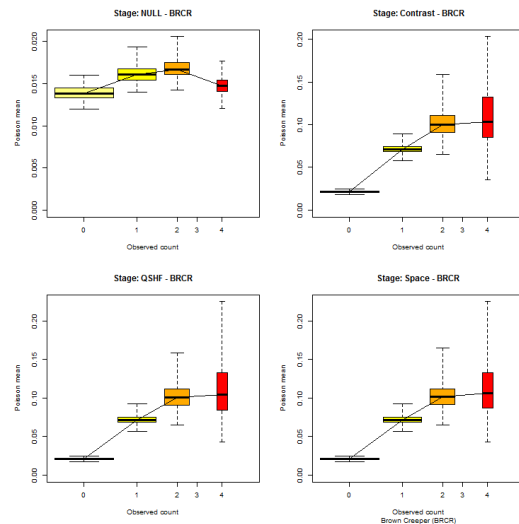 Stage: NULL - BRCR
Poisson mean
0.000 0.005 0.010 0.015 0.020
0 1 2 3 4
Observed count
Stage: Contrast - BRCR
Poisson mean
0.00 0.05 0.10 0.15 0.20
0 1 2 3 4
Observed count
Stage: QSHF - BRCR
Poisson mean
0.00 0.05 0.10 0.15 0.20
0 1 2 3 4
Observed count
Stage: Space - BRCR
Poisson mean
0.00 0.05 0.10 0.15 0.20
0 1 2 3 4
Observed count
Brown Creeper (BRCR)